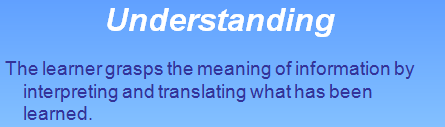 Understanding
The learner grasps the meaning of information by
interpreting and translating what has been
learned.